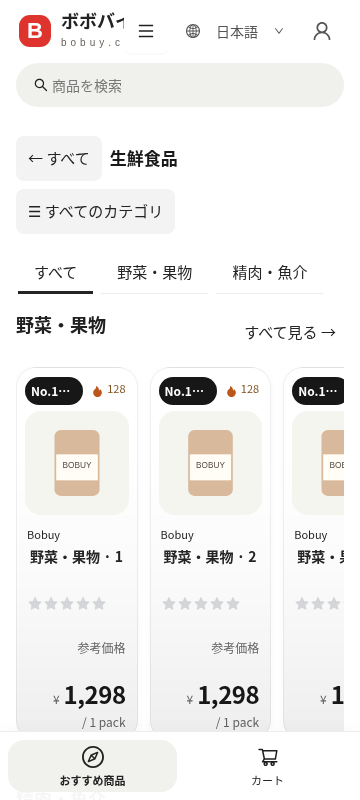 B ボボバイ
bobuy.c
日本語
商品を検索
← すべて 生鮮食品
☰ すべてのカテゴリ
すべて 野菜・果物 精肉・魚介
野菜・果物 すべて見る →
No.1… 128 No.1… 128 No.1…
BOBUY BOBUY
Bobuy Bobuy Bobuy
野菜・果物・1 野菜・果物・2 野菜・
参考価格 参考価格
¥ 1,298 ¥ 1,298 ¥ 1
/ 1 pack / 1 pack
おすすめ商品 カート